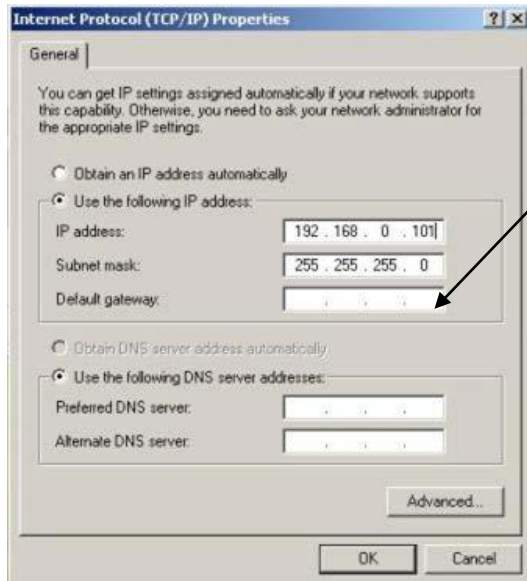 Internet Protocol (TCP/IP) Properties
General
You can get IP settings assigned automatically if your network supports
this capability. Otherwise, you need to ask your network administrator for
the appropriate IP settings.
Obtain an IP address automatically
Use the following IP address:
IP address: 192 . 168 . 0 . 101
Subnet mask: 255 . 255 . 255 . 0
Default gateway: . . .
Obtain DNS server address automatically
Use the following DNS server addresses:
Preferred DNS server: . . .
Alternate DNS server: . . .
Advanced...
OK Cancel